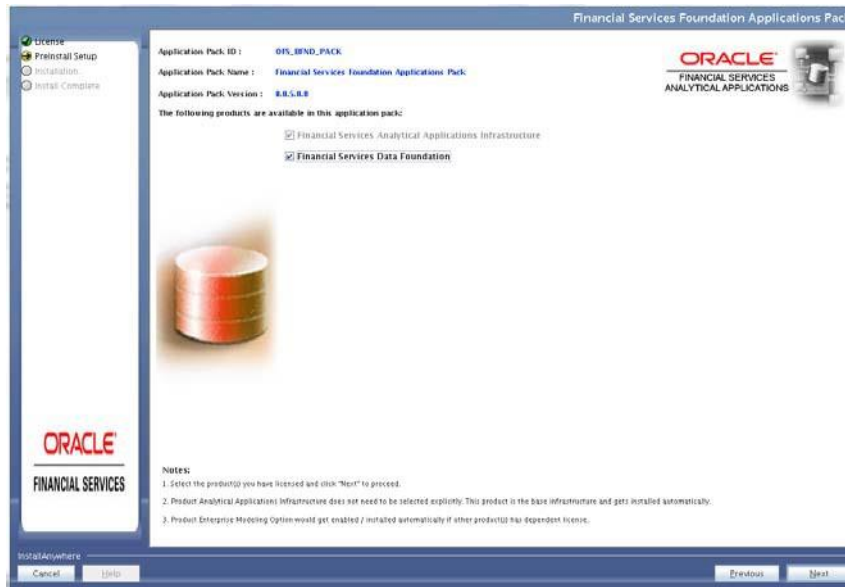 Financial Services Foundation Applications Pac
License
Preinstall Setup
Installation
Install Complete
Application Pack ID : OFS_BFND_PACK
Application Pack Name : Financial Services Foundation Applications Pack
Application Pack Version : 8.0.5.0.0
The following products are available in this application pack:
Financial Services Analytical Applications Infrastructure
Financial Services Data Foundation
ORACLE
FINANCIAL SERVICES
ANALYTICAL APPLICATIONS
ORACLE
FINANCIAL SERVICES
Notes:
1. Select the product(s) you have licensed and click "Next" to proceed.
2. Product Analytical Applications Infrastructure does not need to be selected explicitly. This product is the base infrastructure and gets installed automatically.
3. Product Enterprise Modeling Option would get enabled / installed automatically if other product(s) has dependent license.
InstallAnywhere
Cancel Help Previous Next